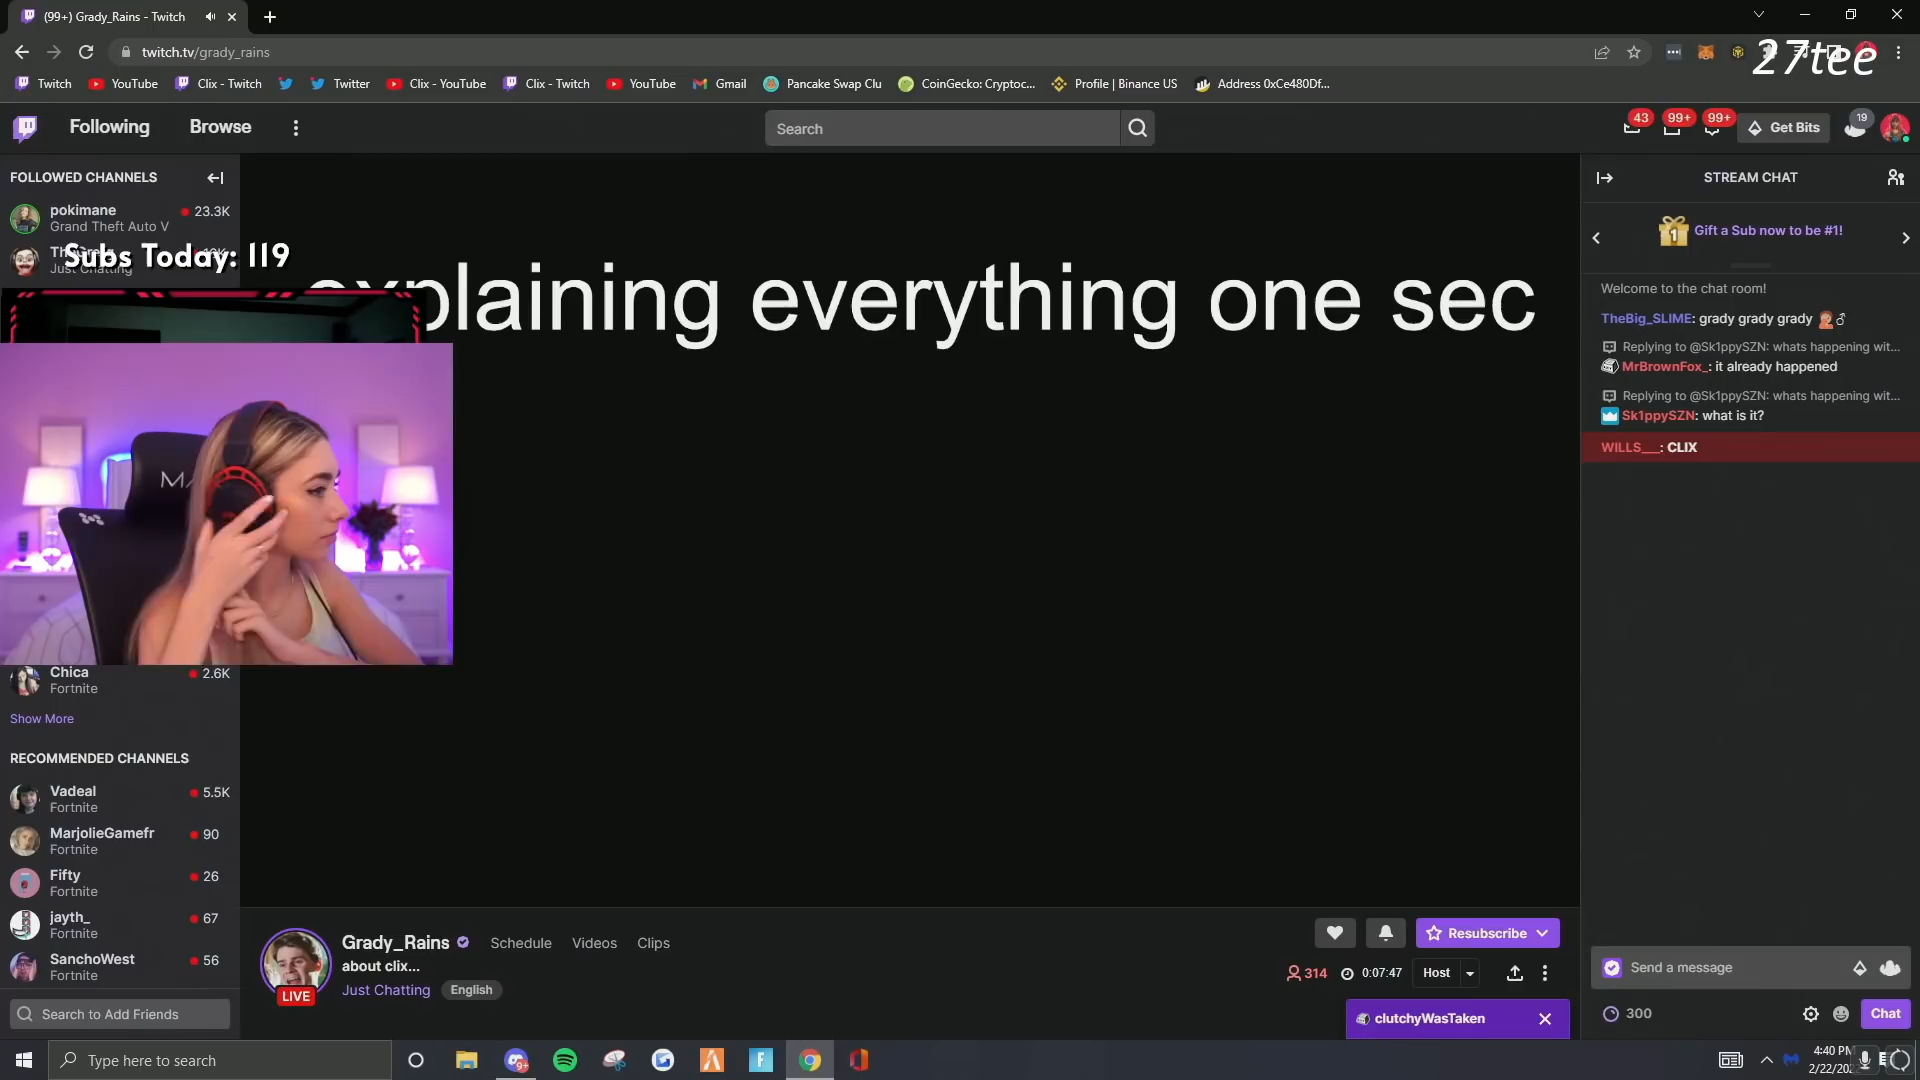 (99+) Grady_Rains - Twitch
twitch.tv/grady_rains
27tee
Twitch
YouTube
Clix - Twitch
Twitter
Clix - YouTube
Clix - Twitch
YouTube
Gmail
Pancake Swap Clu
CoinGecko: Cryptoc...
Profile | Binance US
Address 0xCe480Df...
Following
Browse
Search
43
99+
99+
Get Bits
19
FOLLOWED CHANNELS
pokimane
23.3K
Grand Theft Auto V
Just Chatting
Subs Today: 119
explaining everything one sec
Chica
2.6K
Fortnite
Show More
RECOMMENDED CHANNELS
Vadeal
5.5K
Fortnite
MarjolieGamefr
90
Fortnite
Fifty
26
Fortnite
jayth_
67
Fortnite
SanchoWest
56
Fortnite
Search to Add Friends
STREAM CHAT
1
Gift a Sub now to be #1!
Welcome to the chat room!
TheBig_SLIME: grady grady grady
Replying to @Sk1ppySZN: whats happening wit...
MrBrownFox_: it already happened
Replying to @Sk1ppySZN: whats happening wit...
Sk1ppySZN: what is it?
WILLS___: CLIX
Grady_Rains
Schedule
Videos
Clips
about clix...
Just Chatting
English
LIVE
Resubscribe
314
0:07:47
Host
clutchyWasTaken
Send a message
300
Chat
Type here to search
9+
4:40 PM